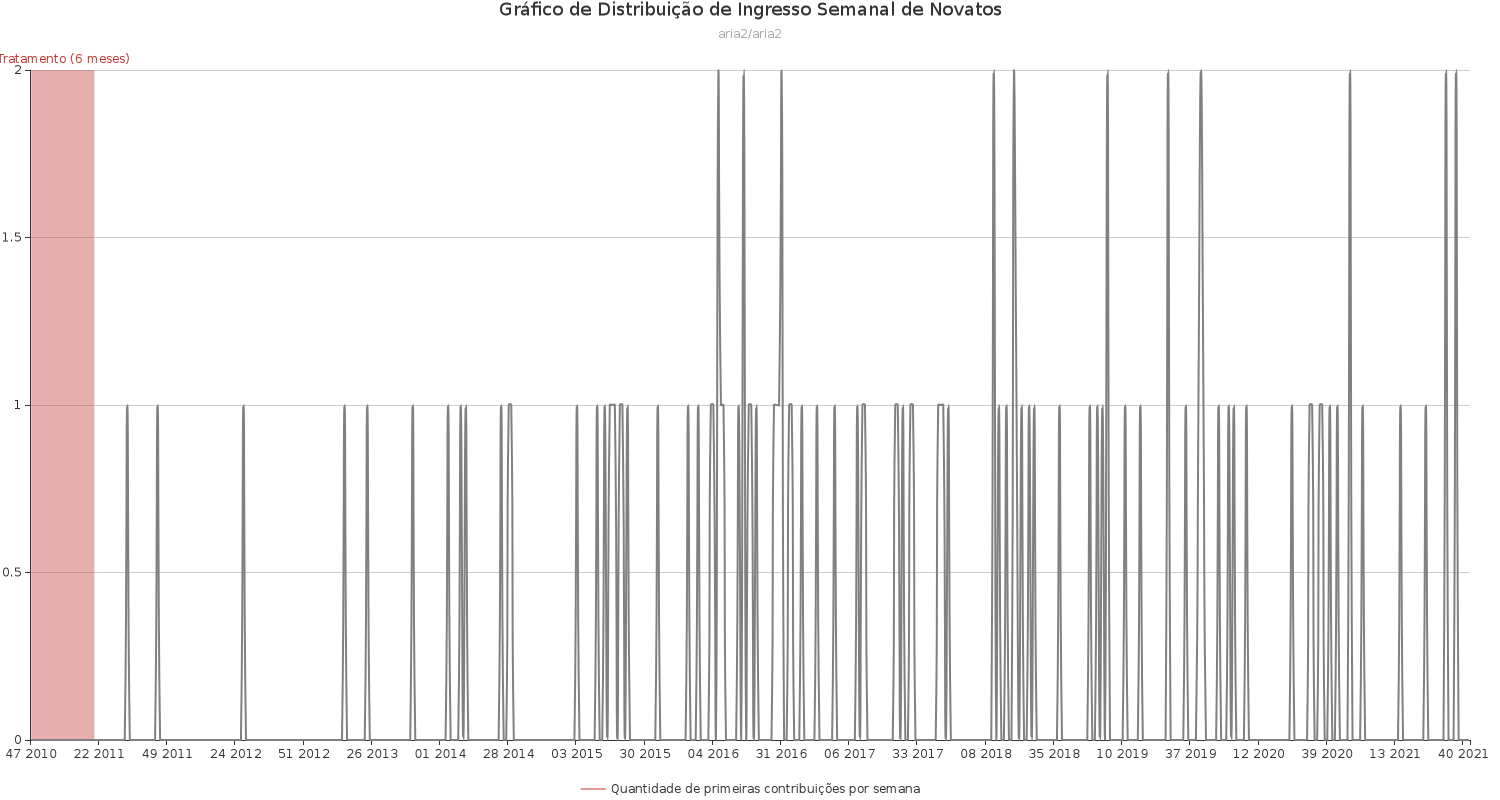 Gráfico de Distribuição de Ingresso Semanal de Novatos
aria2/aria2
Tratamento (6 meses)
2
1.5
1
0.5
0
47 2010 22 2011 49 2011 24 2012 51 2012 26 2013 01 2014 28 2014 03 2015 30 2015 04 2016 31 2016 06 2017 33 2017 08 2018 35 2018 10 2019 37 2019 12 2020 39 2020 13 2021 40 2021
Quantidade de primeiras contribuições por semana